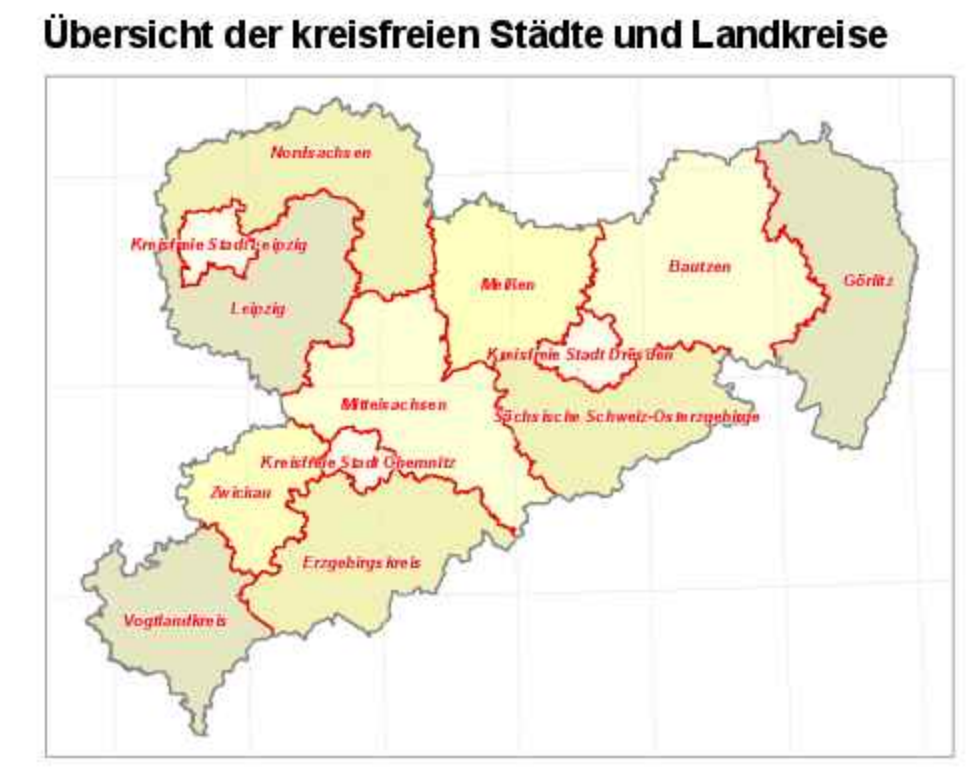 Übersicht der kreisfreien Städte und Landkreise
Nordsachsen
Kreisfreie Stadt Leipzig
Leipzig
Meißen
Bautzen
Görlitz
Kreisfreie Stadt Dresden
Mittelsachsen
Sächsische Schweiz-Osterzgebirge
Kreisfreie Stadt Chemnitz
Zwickau
Erzgebirgskreis
Vogtlandkreis